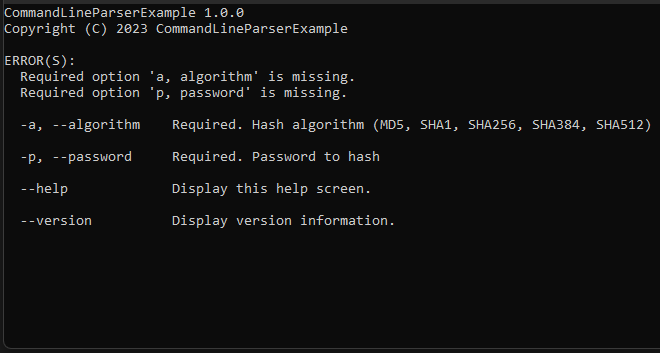 CommandLineParserExample 1.0.0
Copyright (C) 2023 CommandLineParserExample
ERROR(S):
Required option 'a, algorithm' is missing.
Required option 'p, password' is missing.
-a, --algorithm    Required. Hash algorithm (MD5, SHA1, SHA256, SHA384, SHA512)
-p, --password     Required. Password to hash
--help             Display this help screen.
--version          Display version information.